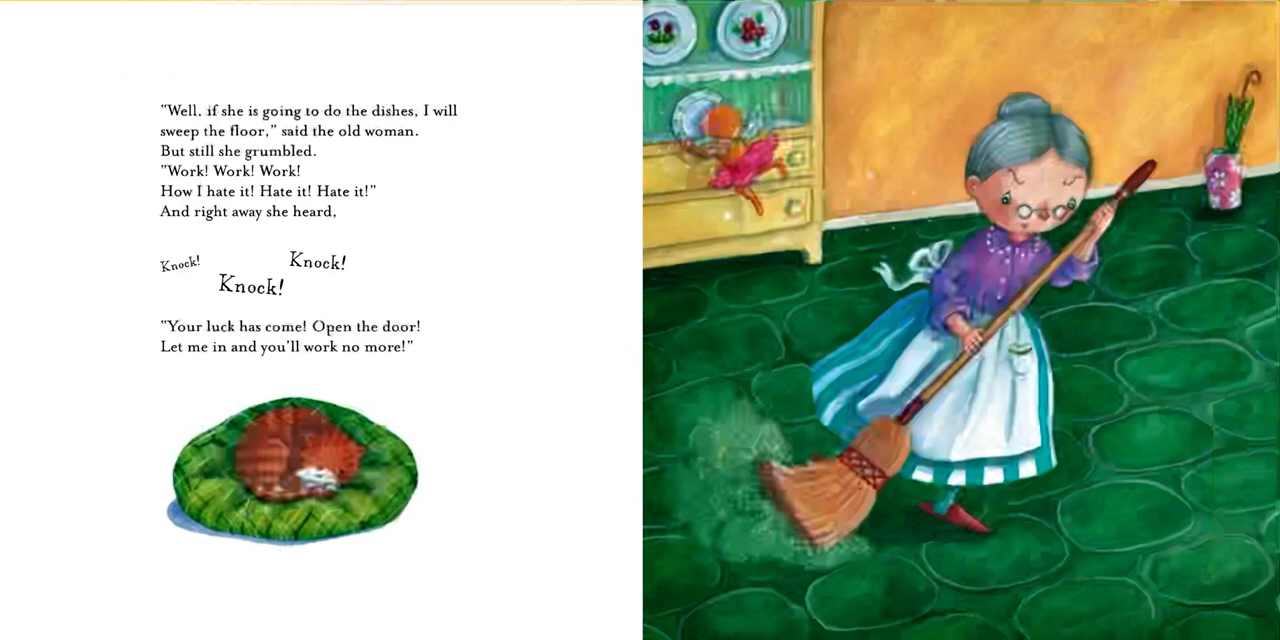 "Well, if she is going to do the dishes, I will
sweep the floor," said the old woman.
But still she grumbled.
"Work! Work! Work!
How I hate it! Hate it! Hate it!"
And right away she heard,
Knock!
Knock!
Knock!
"Your luck has come! Open the door!
Let me in and you'll work no more!"